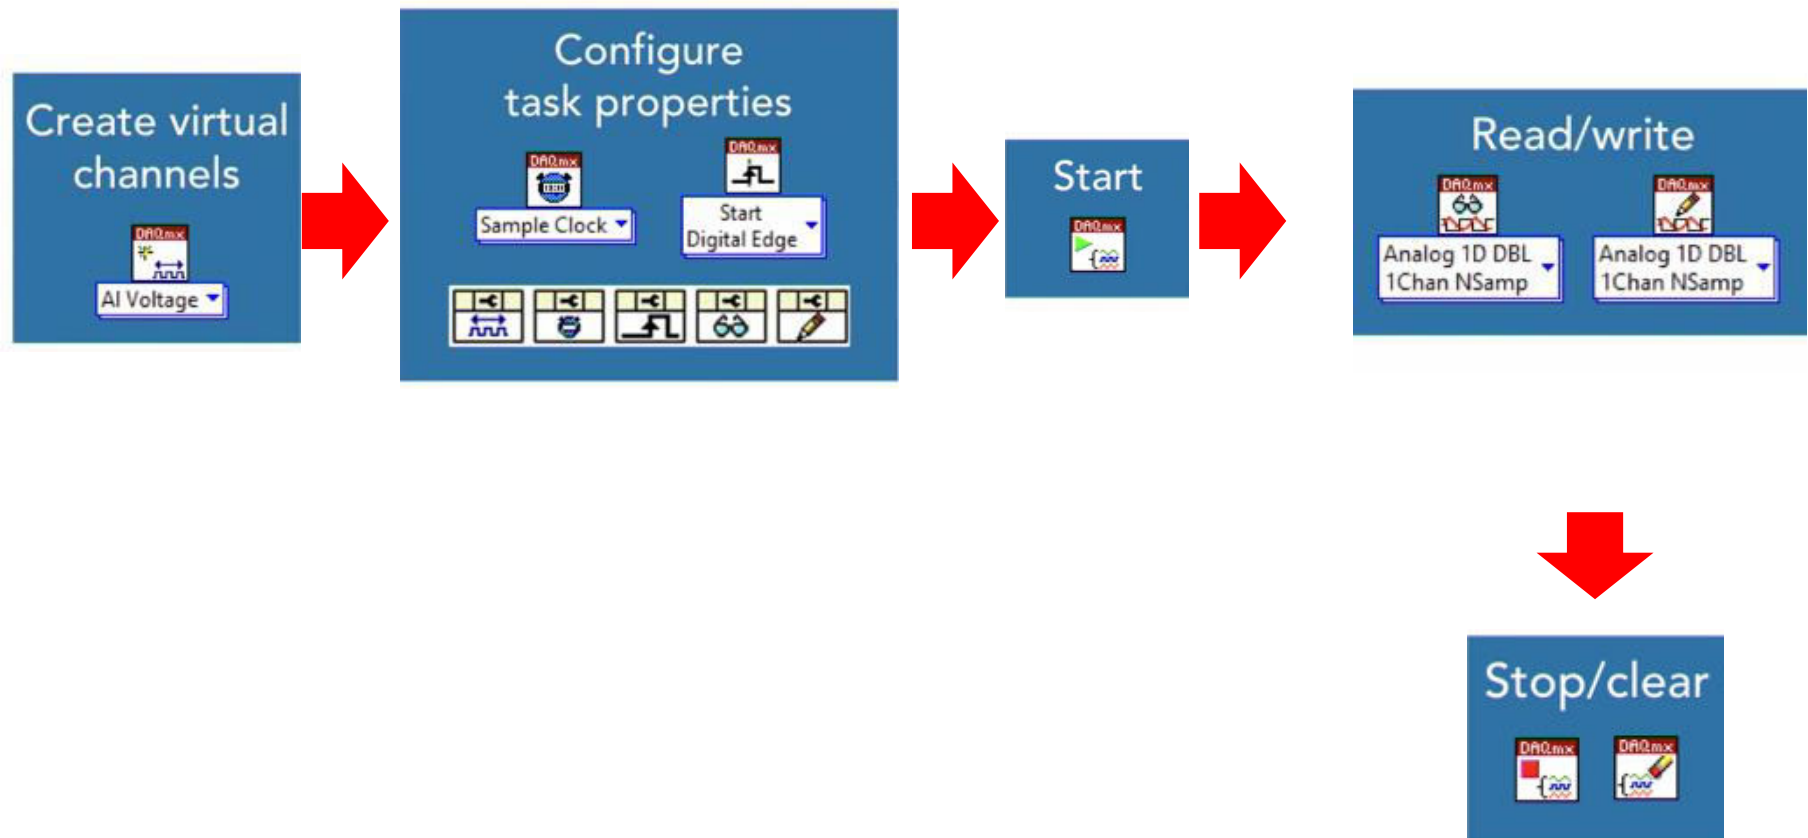 Create virtual
channels
DAQmx
AI Voltage
Configure
task properties
DAQmx
Sample Clock
DAQmx
Start
Digital Edge
Start
DAQmx
Read/write
DAQmx
Analog 1D DBL
1Chan NSamp
DAQmx
Analog 1D DBL
1Chan NSamp
Stop/clear
DAQmx
DAQmx